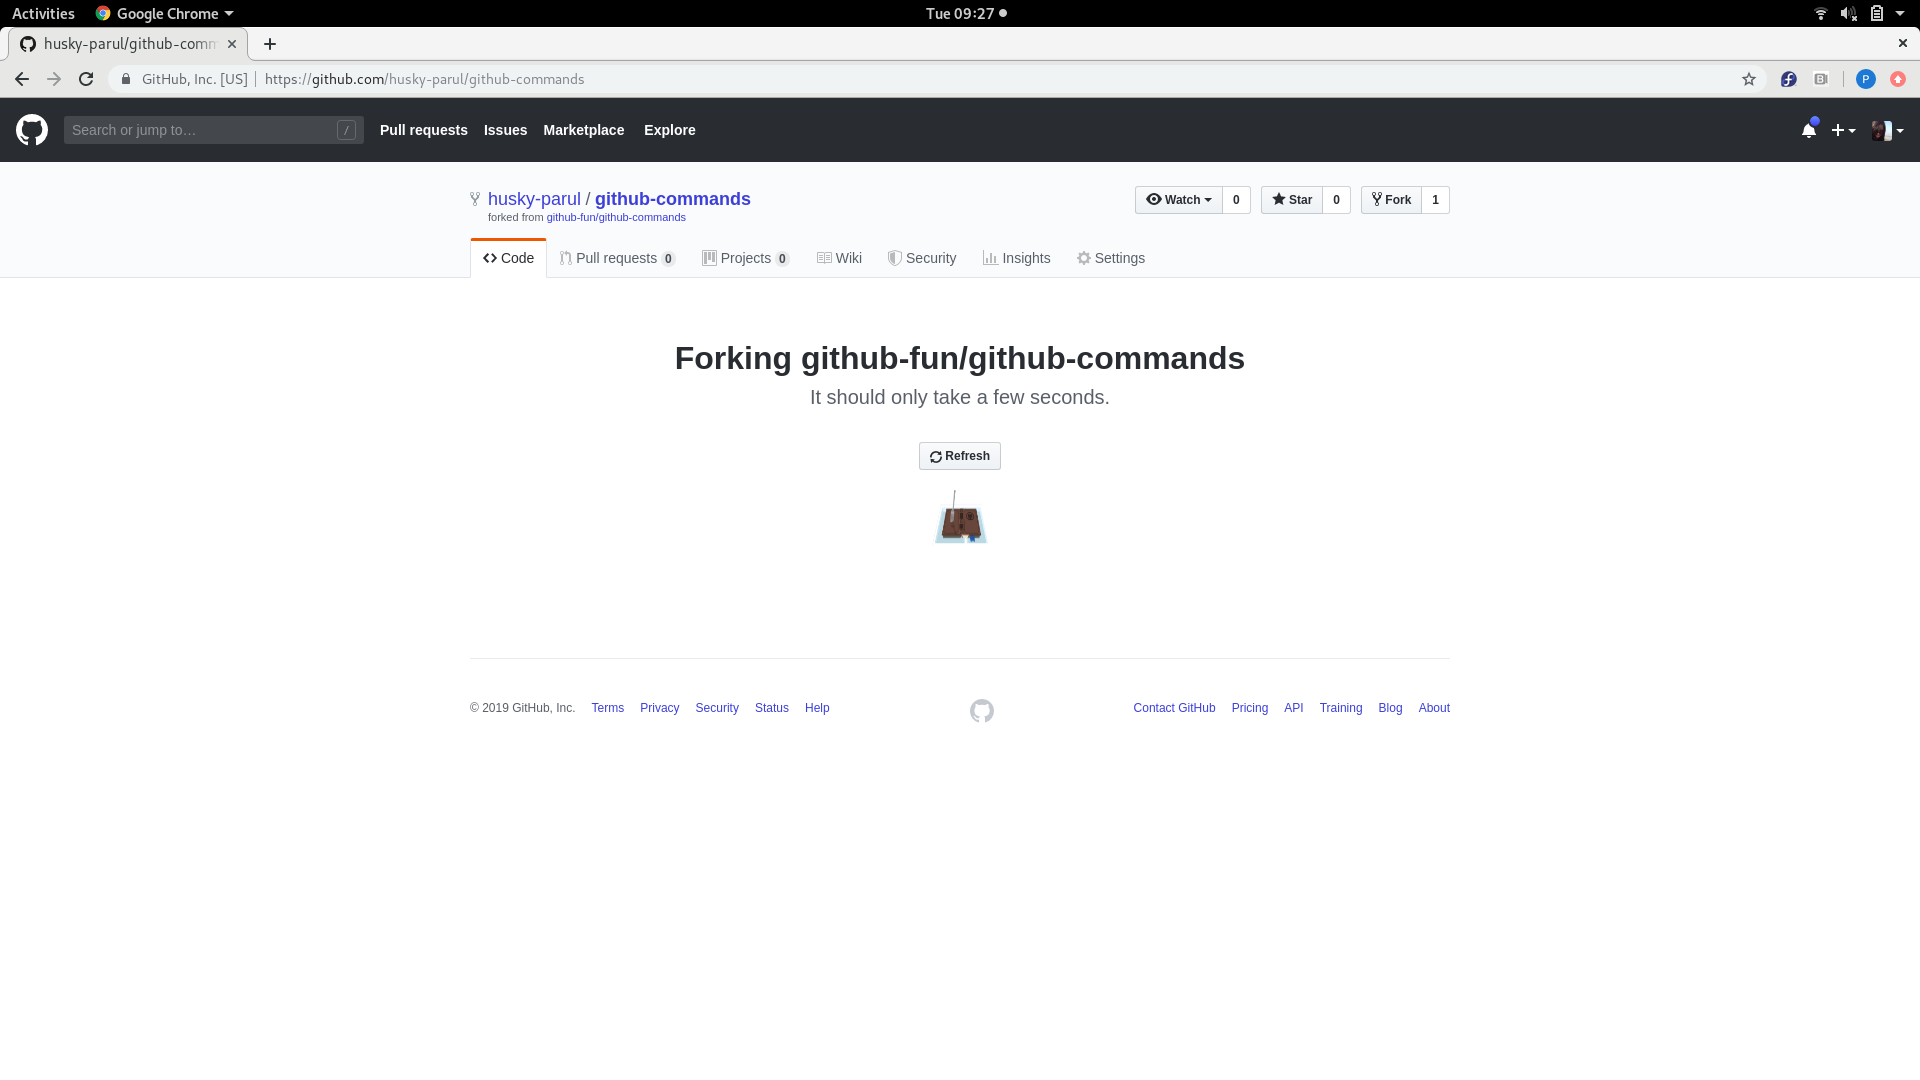 Activities Google Chrome Tue 09:27
husky-parul/github-comm
GitHub, Inc. [US] https://github.com/husky-parul/github-commands P
Search or jump to… / Pull requests Issues Marketplace Explore
husky-parul / github-commands Watch 0 Star 0 Fork 1
forked from github-fun/github-commands
Code Pull requests 0 Projects 0 Wiki Security Insights Settings
Forking github-fun/github-commands
It should only take a few seconds.
Refresh
© 2019 GitHub, Inc. Terms Privacy Security Status Help Contact GitHub Pricing API Training Blog About